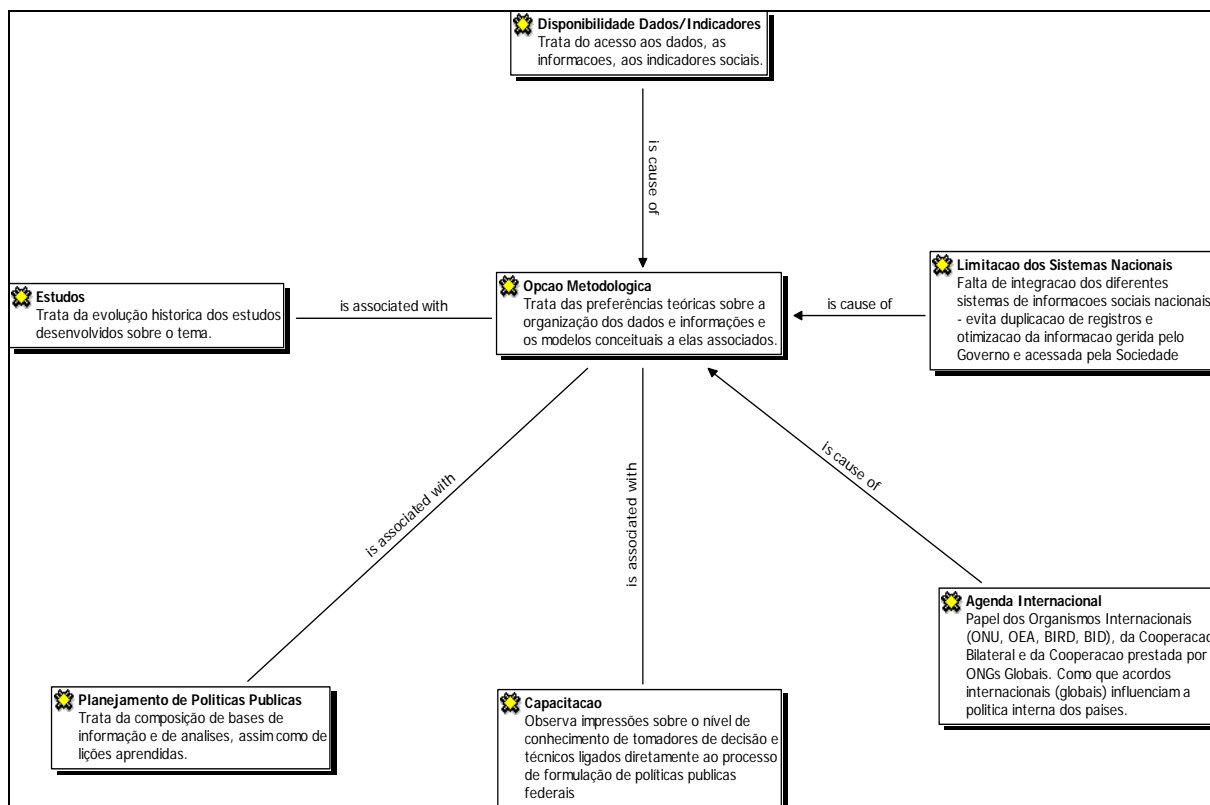 Disponibilidade Dados/Indicadores
Trata do acesso aos dados, as
informacoes, aos indicadores sociais.
is cause of
Estudos
Trata da evolução historica dos estudos
desenvolvidos sobre o tema.
is associated with
Opcao Metodologica
Trata das preferências teóricas sobre a
organização dos dados e informações e
os modelos conceituais a elas associados.
is cause of
Limitacao dos Sistemas Nacionais
Falta de integracao dos diferentes
sistemas de informacoes sociais nacionais
- evita duplicacao de registros e
otimizacao da informacao gerida pelo
Governo e acessada pela Sociedade
is associated with
is associated with
is cause of
Planejamento de Politicas Publicas
Trata da composição de bases de
informação e de analises, assim como de
lições aprendidas.
Capacitacao
Observa impressões sobre o nível de
conhecimento de tomadores de decisão e
técnicos ligados diretamente ao processo
de formulação de políticas publicas
federais
Agenda Internacional
Papel dos Organismos Internacionais
(ONU, OEA, BIRD, BID), da Cooperacao
Bilateral e da Cooperacao prestada por
ONGs Globais. Como que acordos
internacionais (globais) influenciam a
politica interna dos paises.